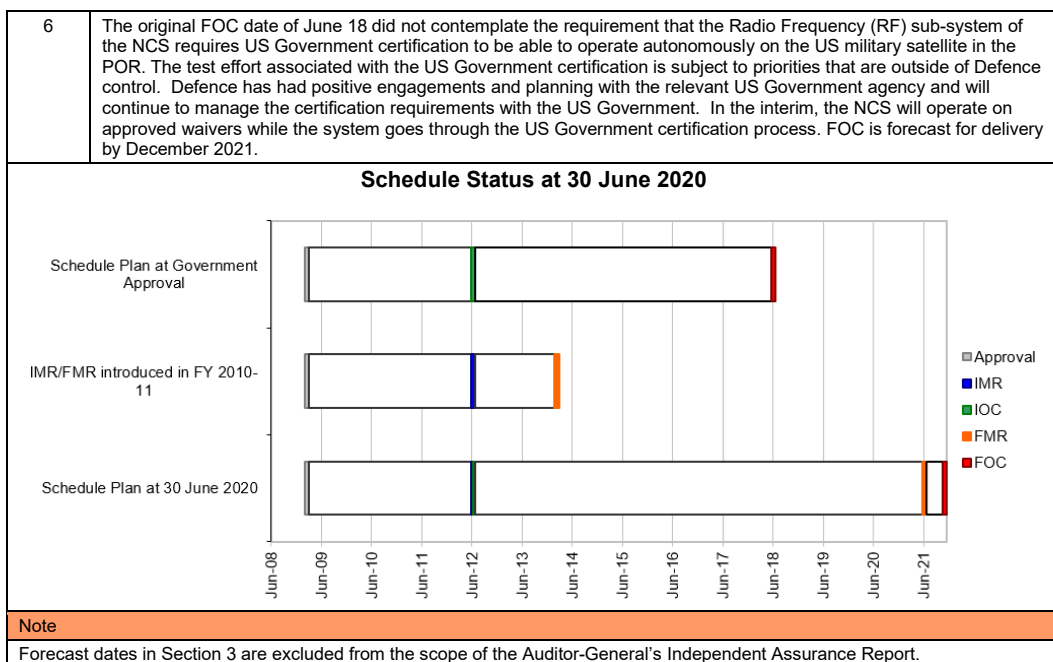 6
The original FOC date of June 18 did not contemplate the requirement that the Radio Frequency (RF) sub-system of
the NCS requires US Government certification to be able to operate autonomously on the US military satellite in the
POR. The test effort associated with the US Government certification is subject to priorities that are outside of Defence
control.  Defence has had positive engagements and planning with the relevant US Government agency and will
continue to manage the certification requirements with the US Government.  In the interim, the NCS will operate on
approved waivers while the system goes through the US Government certification process. FOC is forecast for delivery
by December 2021.
Schedule Status at 30 June 2020
Schedule Plan at Government
Approval
IMR/FMR introduced in FY 2010-
11
Schedule Plan at 30 June 2020
Approval
IMR
IOC
FMR
FOC
Jun-08
Jun-09
Jun-10
Jun-11
Jun-12
Jun-13
Jun-14
Jun-15
Jun-16
Jun-17
Jun-18
Jun-19
Jun-20
Jun-21
Note
Forecast dates in Section 3 are excluded from the scope of the Auditor-General's Independent Assurance Report.